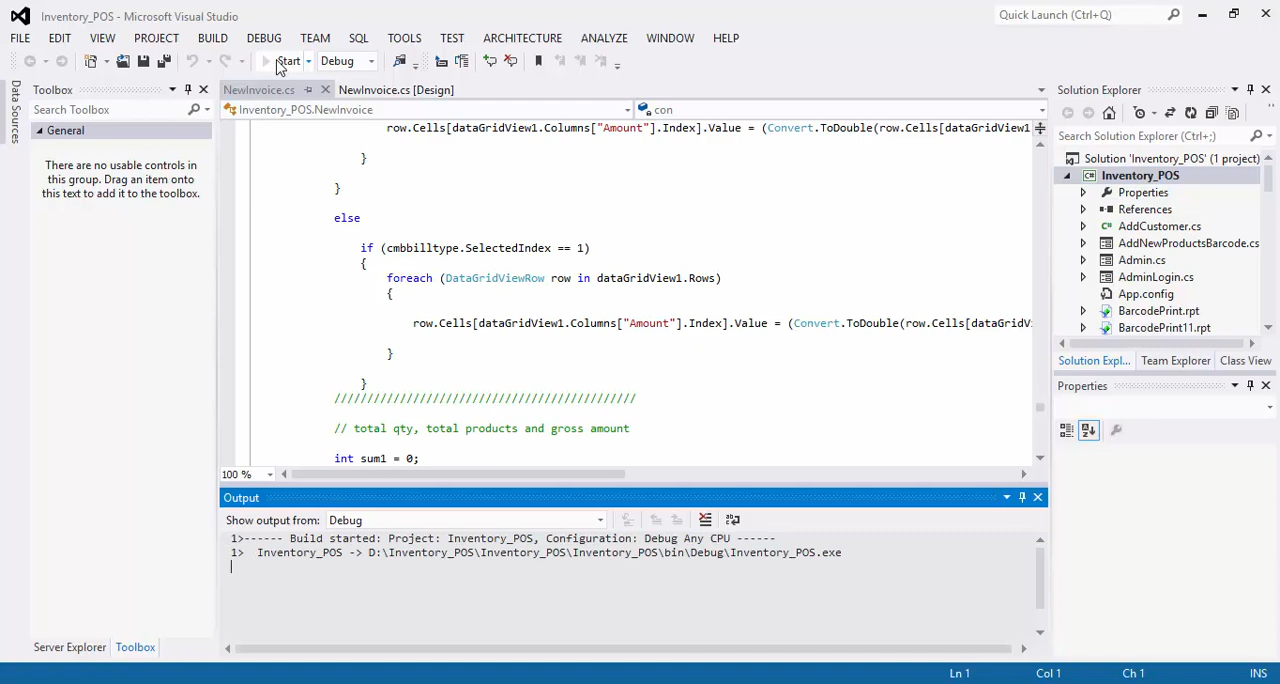 Inventory_POS - Microsoft Visual Studio
Quick Launch (Ctrl+Q)
FILE EDIT VIEW PROJECT BUILD DEBUG TEAM SQL TOOLS TEST ARCHITECTURE ANALYZE WINDOW HELP
Start Debug
Data Sources
Toolbox
Search Toolbox
General
There are no usable controls in
this group. Drag an item onto
this text to add it to the toolbox.
Server Explorer Toolbox
NewInvoice.cs NewInvoice.cs [Design]
Inventory_POS.NewInvoice con
row.Cells[dataGridView1.Columns["Amount"].Index].Value = (Convert.ToDouble(row.Cells[dataGridView1
}
}
else
if (cmbbilltype.SelectedIndex == 1)
{
foreach (DataGridViewRow row in dataGridView1.Rows)
{
row.Cells[dataGridView1.Columns["Amount"].Index].Value = (Convert.ToDouble(row.Cells[dataGridVi
}
}
//////////////////////////////////////////////
// total qty, total products and gross amount
int sum1 = 0;
100 %
Output
Show output from: Debug
1>------ Build started: Project: Inventory_POS, Configuration: Debug Any CPU ------
1>  Inventory_POS -> D:\Inventory_POS\Inventory_POS\Inventory_POS\bin\Debug\Inventory_POS.exe
Solution Explorer
Search Solution Explorer (Ctrl+;)
Solution 'Inventory_POS' (1 project)
Inventory_POS
Properties
References
AddCustomer.cs
AddNewProductsBarcode.cs
Admin.cs
AdminLogin.cs
App.config
BarcodePrint.rpt
BarcodePrint11.rpt
Solution Expl... Team Explorer Class View
Properties
Ln 1 Col 1 Ch 1 INS